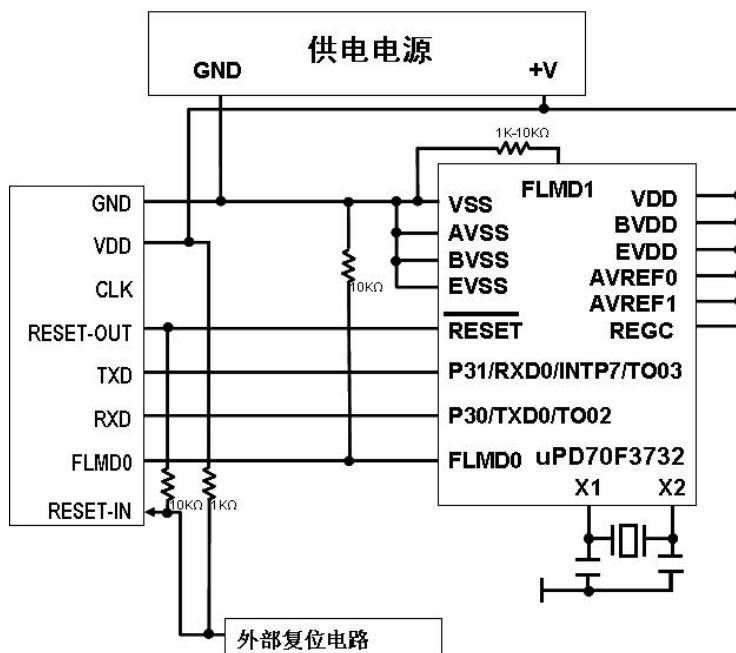 供电电源
GND
+V
1K-10KΩ
FLMD1
GND
VDD
CLK
RESET-OUT
TXD
RXD
FLMD0
RESET-IN
10KΩ
10KΩ
1KΩ
VSS
AVSS
BVSS
EVSS
RESET
P31/RXD0/INTP7/TO03
P30/TXD0/TO02
FLMD0
uPD70F3732
VDD
BVDD
EVDD
AVREF0
AVREF1
REGC
X1
X2
外部复位电路